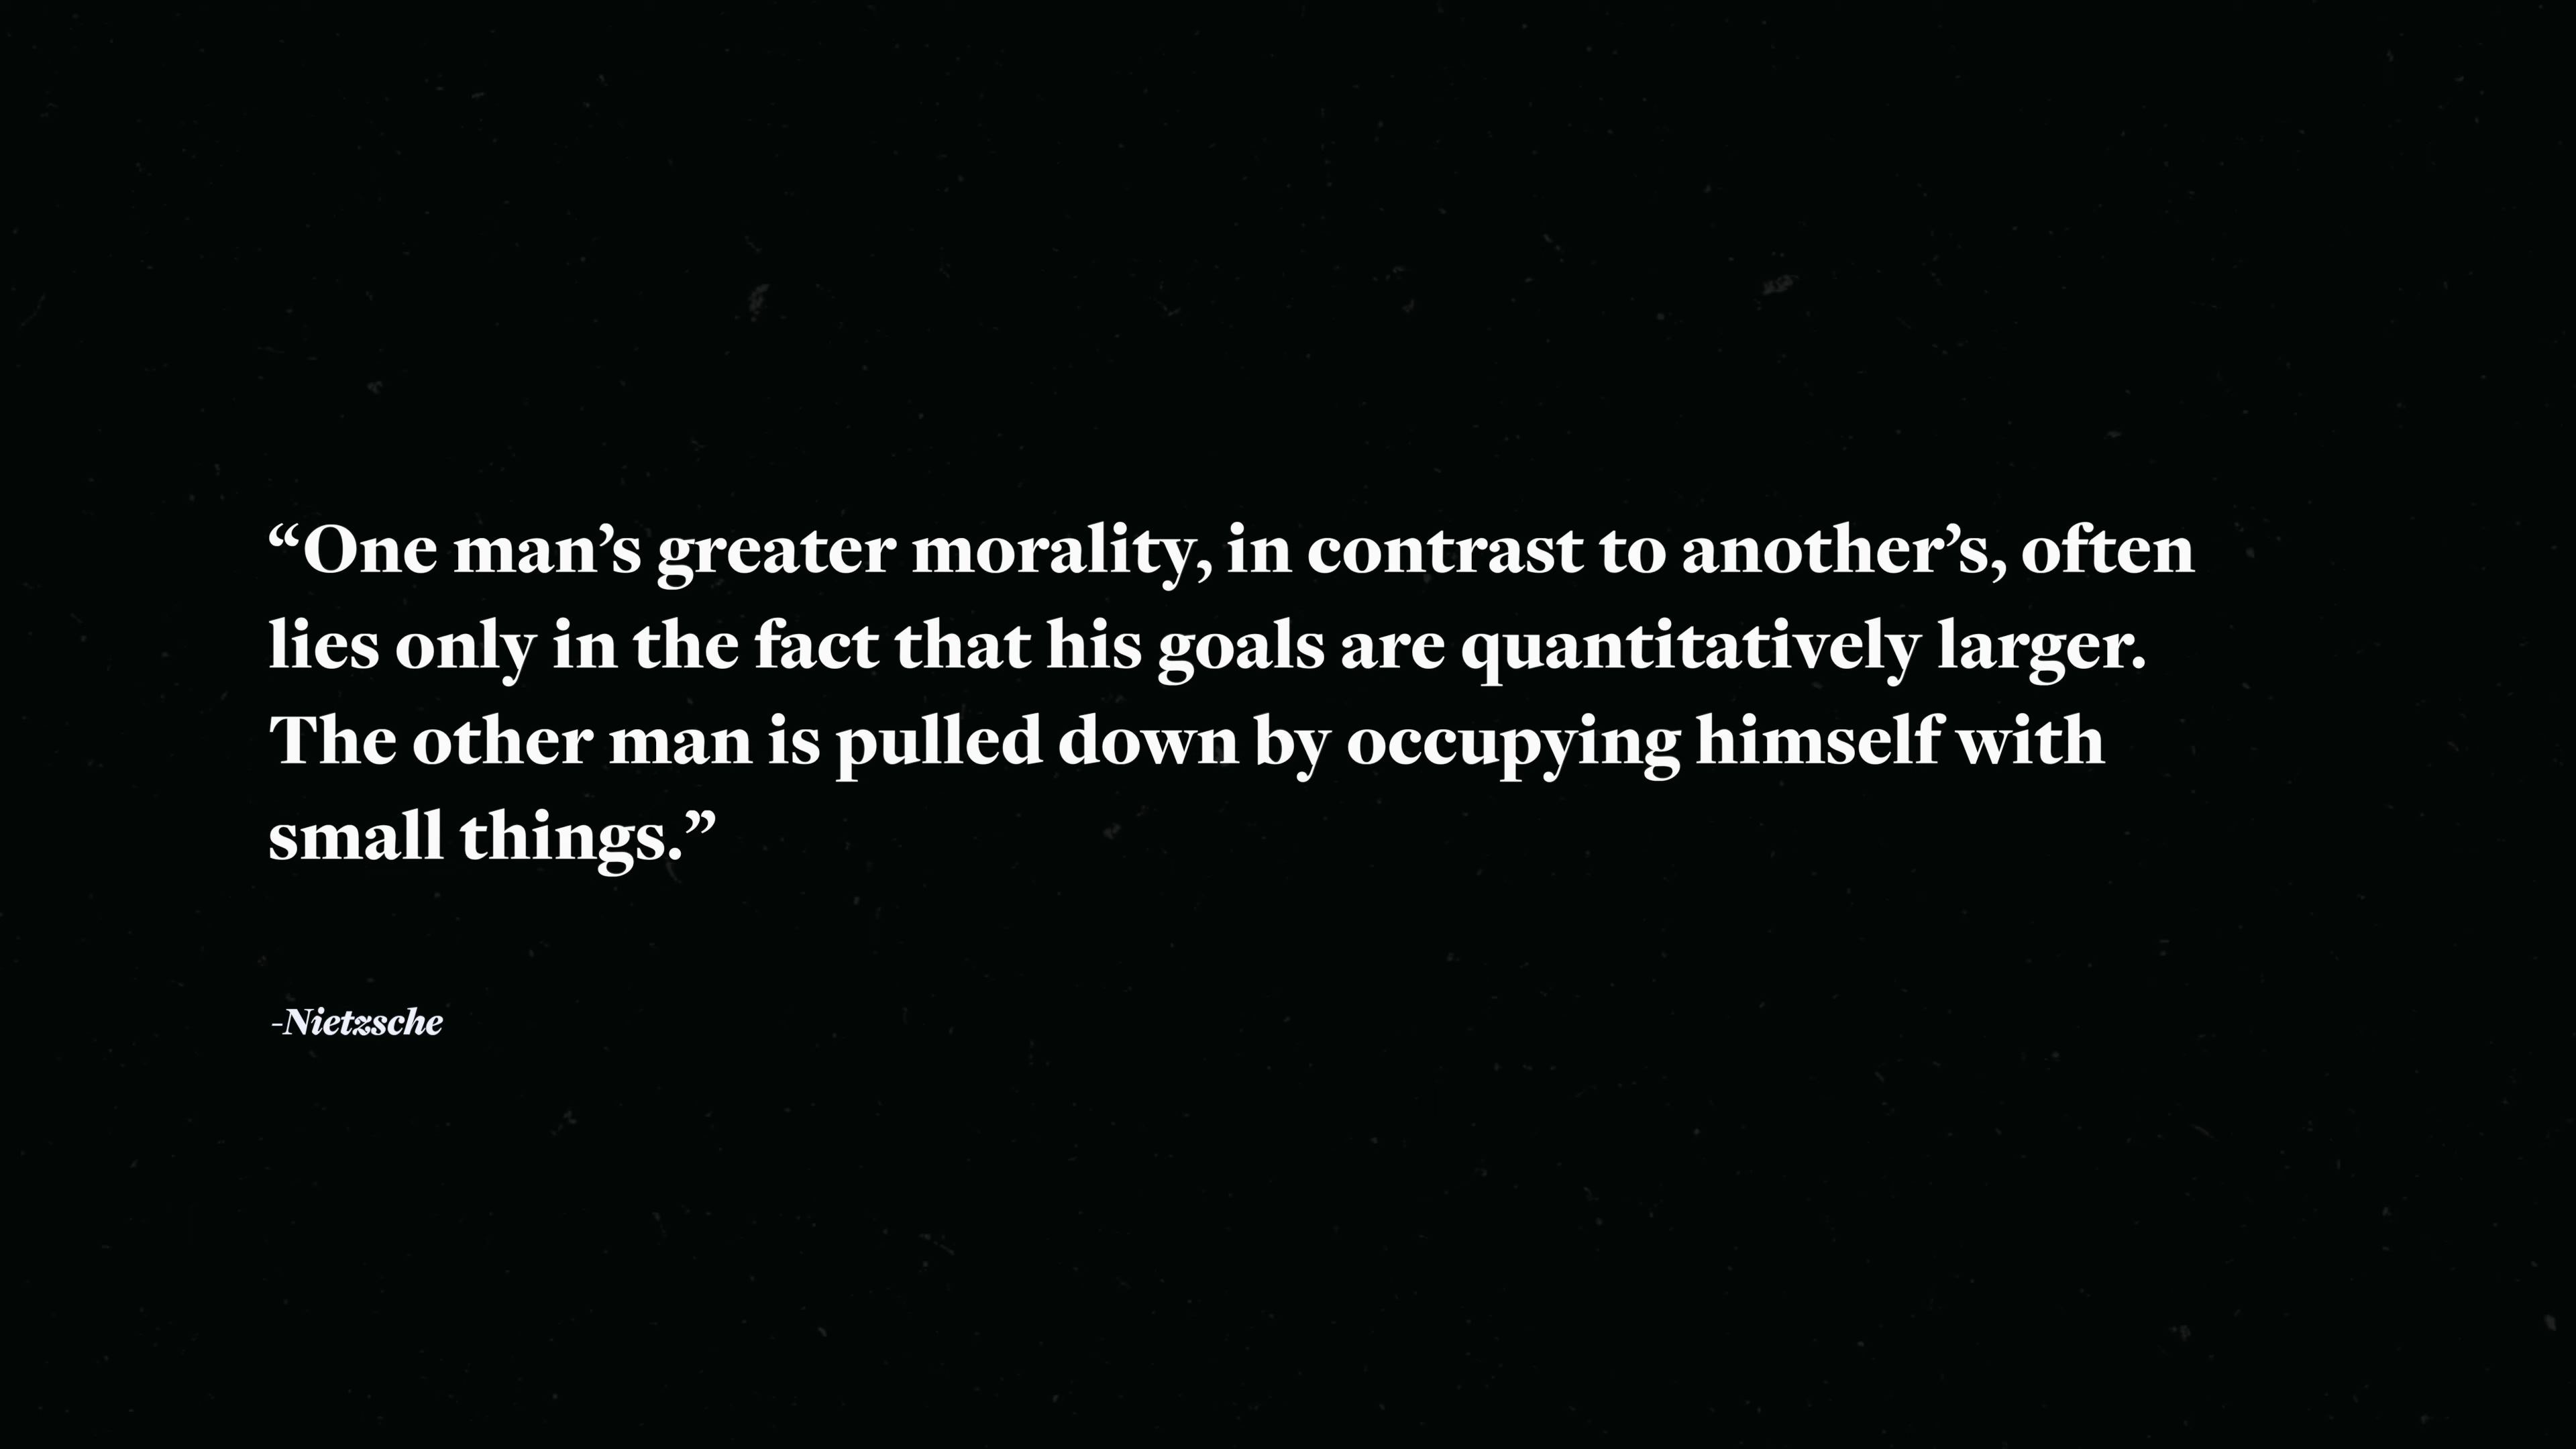 “One man’s greater morality, in contrast to another’s, often
lies only in the fact that his goals are quantitatively larger.
The other man is pulled down by occupying himself with
small things.”
-Nietzsche